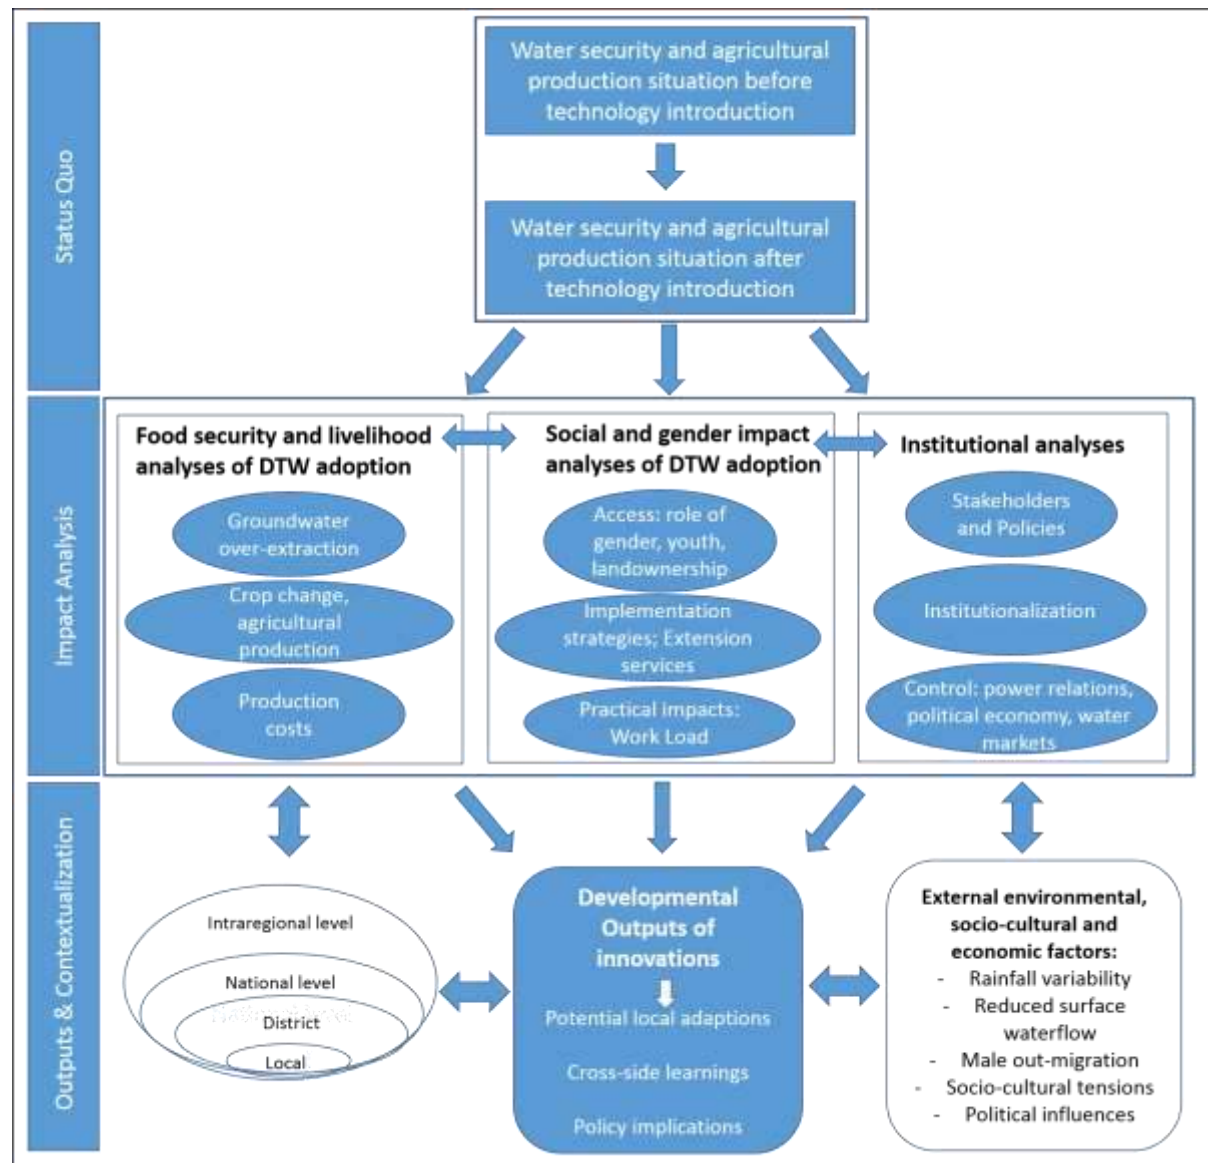 Status Quo
Water security and agricultural
production situation before
technology introduction
Water security and agricultural
production situation after
technology introduction
Impact Analysis
Food security and livelihood
analyses of DTW adoption
Groundwater
over-extraction
Crop change,
agricultural
production
Production
costs
Social and gender impact
analyses of DTW adoption
Access: role of
gender, youth,
landownership
Implementation
strategies; Extension
services
Practical impacts:
Work Load
Institutional analyses
Stakeholders
and Policies
Institutionalization
Control: power relations,
political economy, water
markets
Outputs & Contextualization
Intraregional level
National level
District
Local
Developmental
Outputs of
innovations
Potential local adaptions
Cross-side learnings
Policy implications
External environmental,
socio-cultural and
economic factors:
- Rainfall variability
- Reduced surface
waterflow
- Male out-migration
- Socio-cultural tensions
- Political influences